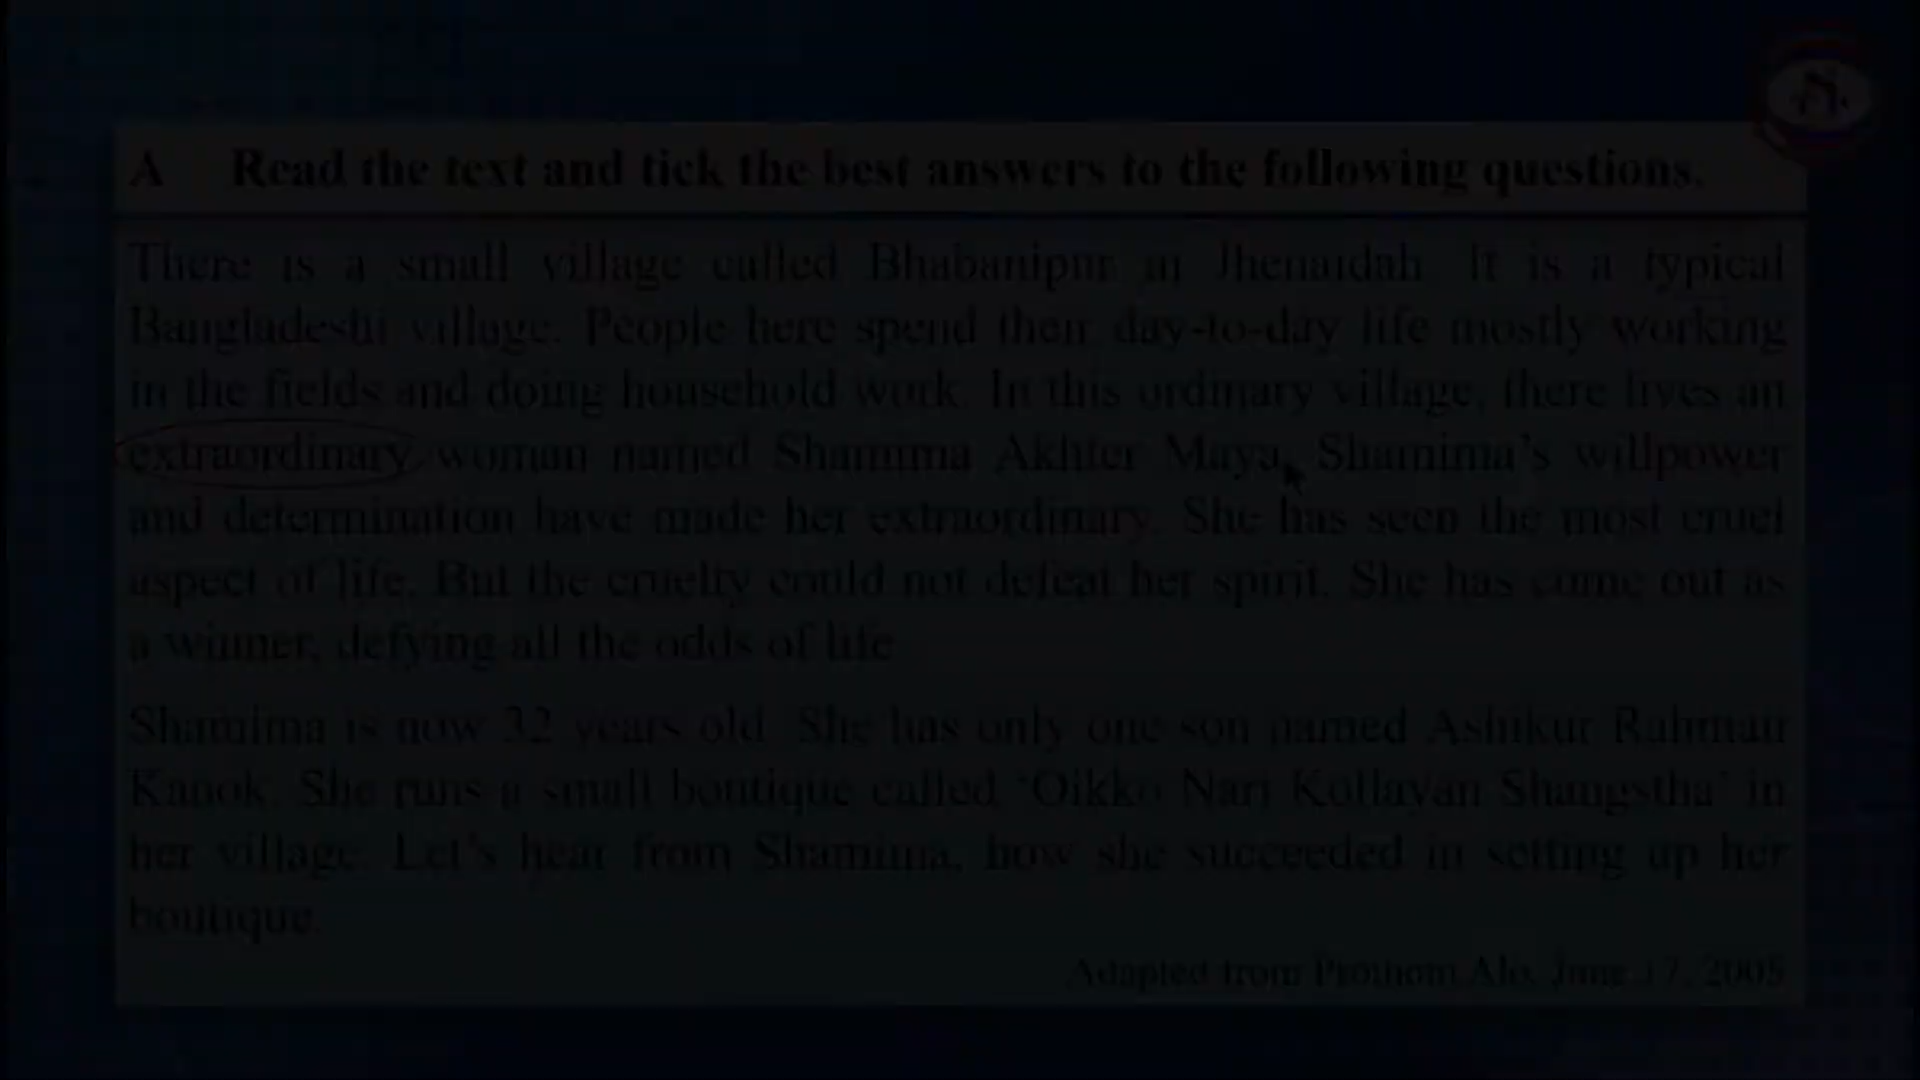 A Read the text and tick the best answers to the following questions.
There is a small village called Bhabanipur in Jhenaidah. It is a typical
Bangladeshi village. People here spend their day-to-day life mostly working
in the fields and doing household work. In this ordinary village, there lives an
extraordinary woman named Shamima Akhter Maya. Shamima's willpower
and determination have made her extraordinary. She has seen the most cruel
aspect of life. But the cruelty could not defeat her spirit. She has come out as
a winner, defying all the odds of life.
Shamima is now 32 years old. She has only one son named Ashikur Rahman
Kanok. She runs a small boutique called 'Oikko Nari Kollayan Shangstha' in
her village. Let's hear from Shamima, how she succeeded in setting up her
boutique.
Adapted from Prothom Alo, June 17, 2005